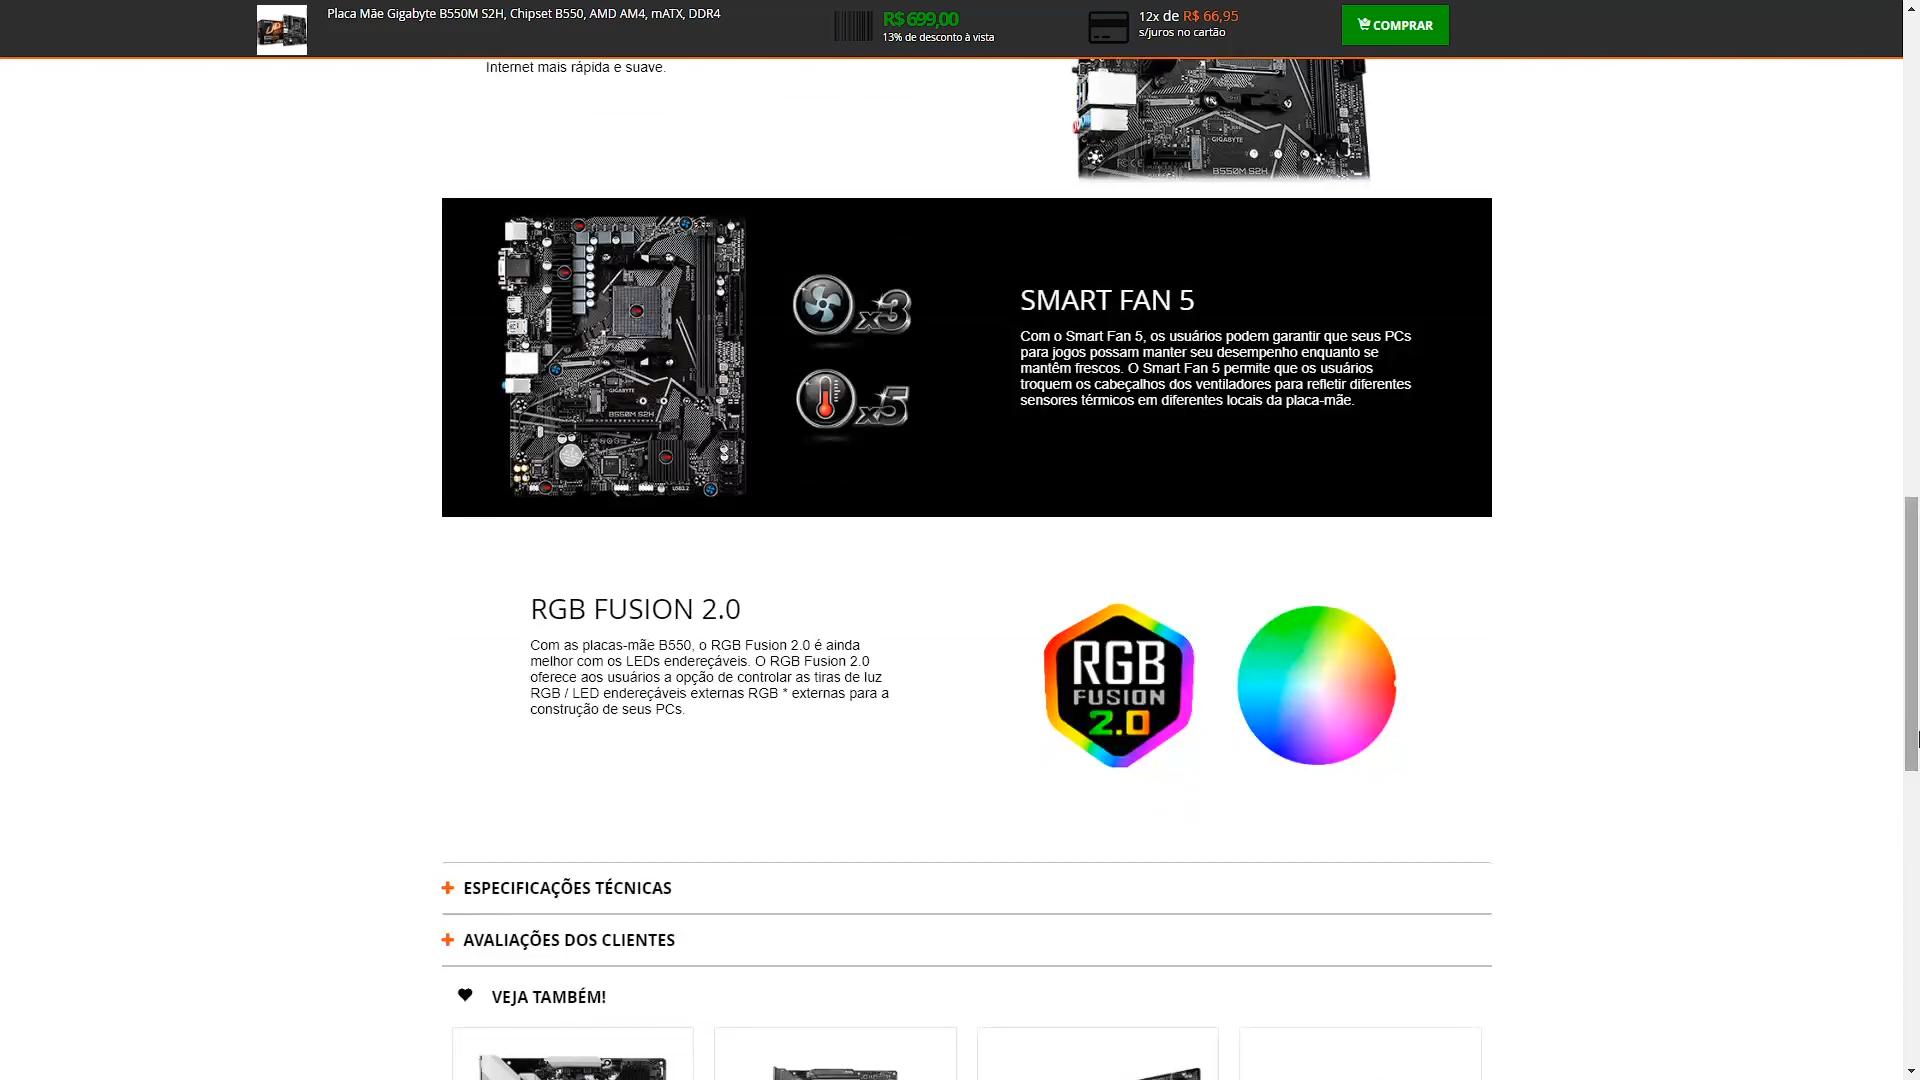 Placa Mãe Gigabyte B550M S2H, Chipset B550, AMD AM4, mATX, DDR4
R$ 699,00
13% de desconto à vista
12x de R$ 66,95
s/juros no cartão
COMPRAR
Internet mais rápida e suave.
GIGABYTE
B550M S2H
x3
x5
GIGABYTE
B550M S2H
SMART FAN 5
Com o Smart Fan 5, os usuários podem garantir que seus PCs
para jogos possam manter seu desempenho enquanto se
mantêm frescos. O Smart Fan 5 permite que os usuários
troquem os cabeçalhos dos ventiladores para refletir diferentes
sensores térmicos em diferentes locais da placa-mãe.
RGB FUSION 2.0
Com as placas-mãe B550, o RGB Fusion 2.0 é ainda
melhor com os LEDs endereçáveis. O RGB Fusion 2.0
oferece aos usuários a opção de controlar as tiras de luz
RGB / LED endereçáveis externas RGB * externas para a
construção de seus PCs.
RGB
FUSION
2.0
ESPECIFICAÇÕES TÉCNICAS
AVALIAÇÕES DOS CLIENTES
VEJA TAMBÉM!